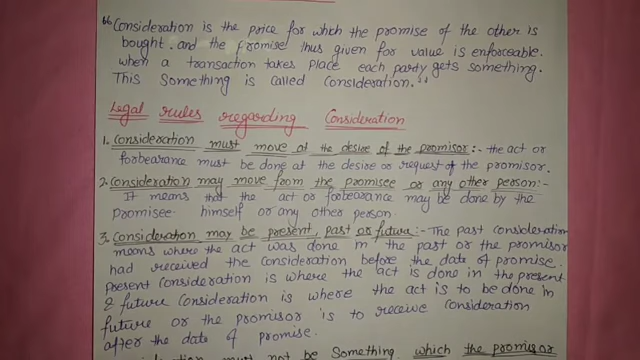 "Consideration is the price for which the promise of the other is
bought. and the promise thus given for value is enforceable.
when a transaction takes place each party gets something.
This something is called consideration."
Legal rules regarding Consideration
1. Consideration must move at the desire of the promisor:- The act or
forbearance must be done at the desire or request of the promisor.
2. Consideration may move from the promisee or any other person:-
It means that the act or forbearance may be done by the
promisee himself or any other person.
3. Consideration may be present, past or future:- The past consideration
means where the act was done in the past or the promisor
had received the consideration before the date of promise.
present consideration is where the act is done in the present
& future consideration is where the act is to be done in
future or the promisor is to receive consideration
after the date of promise.
must not be something which the promisor